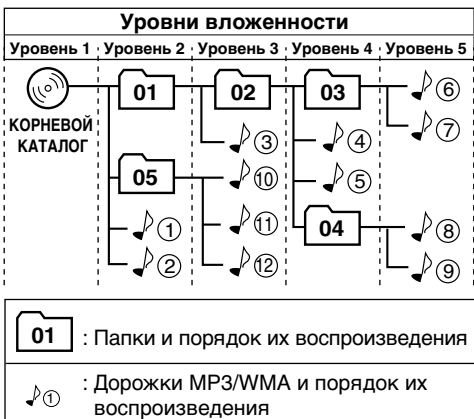 Уровни вложенности
Уровень 1 Уровень 2 Уровень 3 Уровень 4 Уровень 5
01 02 03 ⑥
КОРНЕВОЙ
КАТАЛОГ
③ ④ ⑦
05 ⑩ ⑤
① ⑪ 04 ⑧
② ⑫ ⑨
01 : Папки и порядок их воспроизведения
① : Дорожки MP3/WMA и порядок их
воспроизведения